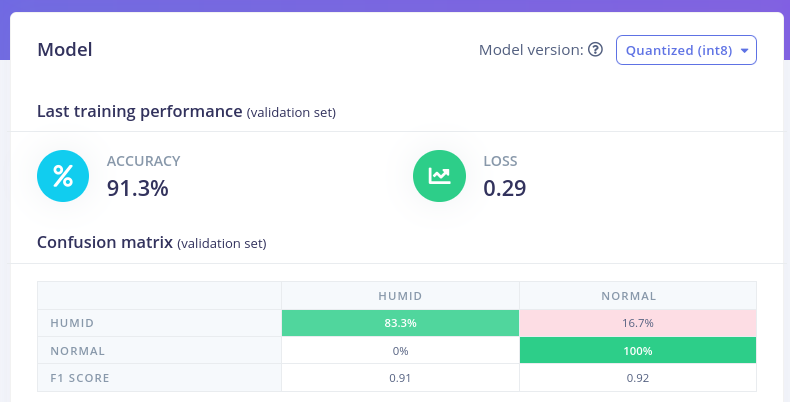 Model
Model version: ? Quantized (int8)
Last training performance (validation set)
% ACCURACY 91.3%
LOSS 0.29
Confusion matrix (validation set)
HUMID NORMAL
HUMID 83.3% 16.7%
NORMAL 0% 100%
F1 SCORE 0.91 0.92